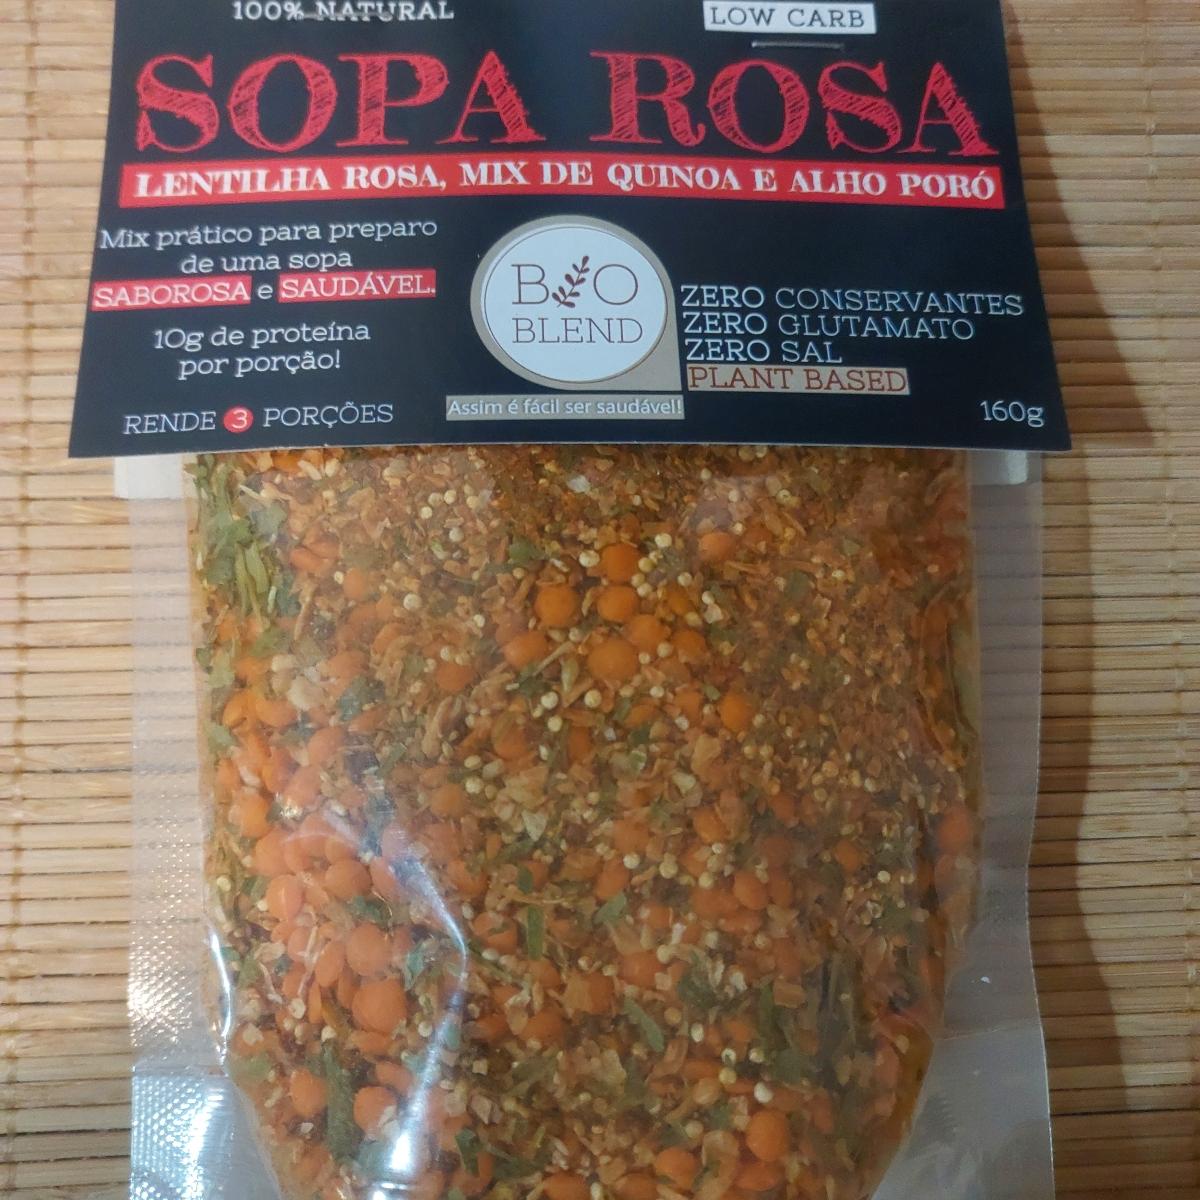 100% NATURAL
LOW CARB
SOPA ROSA
LENTILHA ROSA, MIX DE QUINOA E ALHO PORÓ
Mix prático para preparo
de uma sopa
SABOROSA e SAUDÁVEL.
10g de proteína
por porção!
RENDE 3 PORÇÕES
BIO
BLEND
Assim é fácil ser saudável!
ZERO CONSERVANTES
ZERO GLUTAMATO
ZERO SAL
PLANT BASED
160g